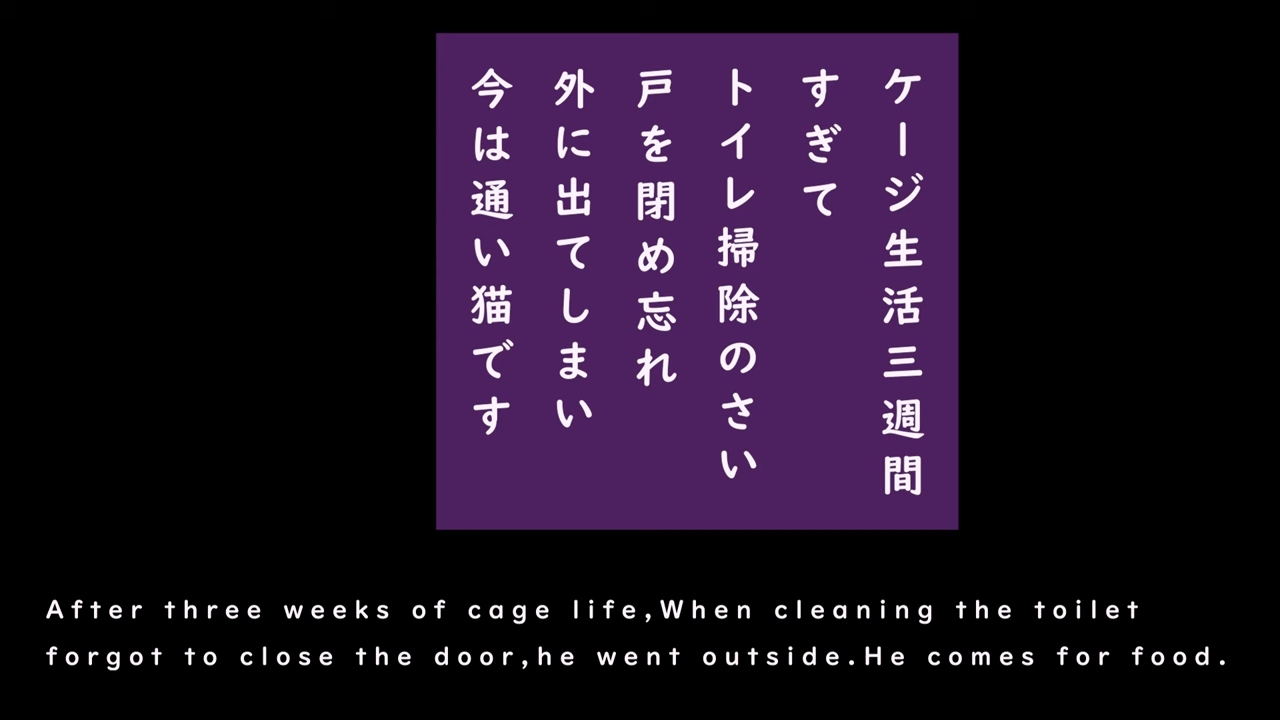 ケージ生活三週間
すぎて
トイレ掃除のさい
戸を閉め忘れ
外に出てしまい
今は通い猫です
After three weeks of cage life,When cleaning the toilet
forgot to close the door,he went outside.He comes for food.